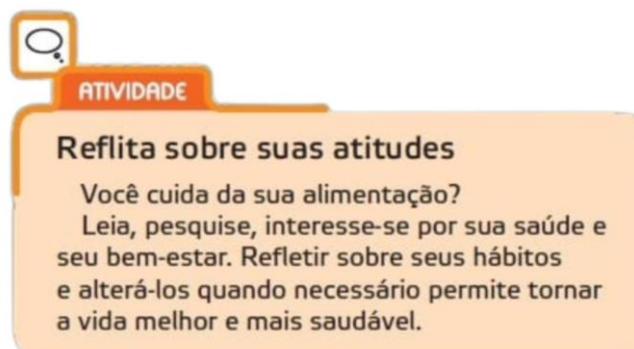 ATIVIDADE
Reflita sobre suas atitudes
Você cuida da sua alimentação?
Leia, pesquise, interesse-se por sua saúde e
seu bem-estar. Refletir sobre seus hábitos
e alterá-los quando necessário permite tornar
a vida melhor e mais saudável.